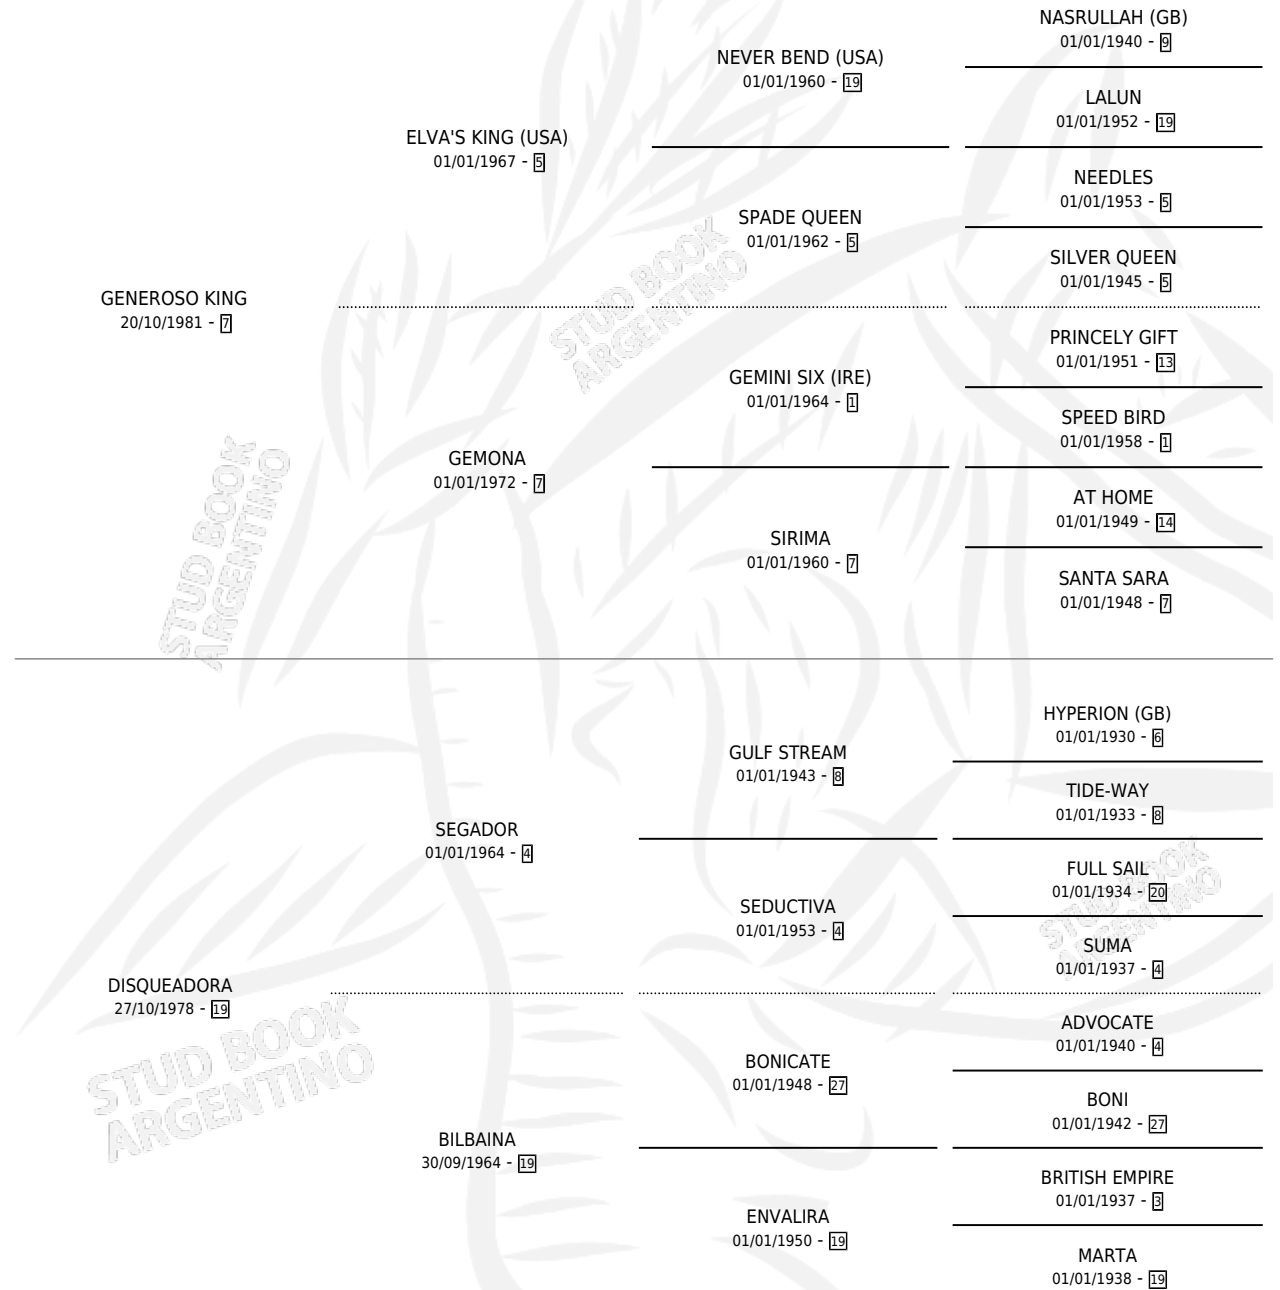 NASRULLAH (GB)
01/01/1940 - 9
NEVER BEND (USA)
01/01/1960 - 19
LALUN
01/01/1952 - 19
ELVA'S KING (USA)
01/01/1967 - 5
NEEDLES
01/01/1953 - 5
SPADE QUEEN
01/01/1962 - 5
SILVER QUEEN
01/01/1945 - 5
GENEROSO KING
20/10/1981 - 7
STUD BOOK
ARGENTINO
PRINCELY GIFT
01/01/1951 - 13
GEMINI SIX (IRE)
01/01/1964 - 1
SPEED BIRD
01/01/1958 - 1
GEMONA
01/01/1972 - 7
AT HOME
01/01/1949 - 14
SIRIMA
01/01/1960 - 7
SANTA SARA
01/01/1948 - 7
STUD BOOK
ARGENTINO
HYPERION (GB)
01/01/1930 - 6
GULF STREAM
01/01/1943 - 8
TIDE-WAY
01/01/1933 - 8
SEGADOR
01/01/1964 - 4
FULL SAIL
01/01/1934 - 20
SEDUCTIVA
01/01/1953 - 4
SUMA
01/01/1937 - 4
STUD BOOK
ARGENTINO
DISQUEADORA
27/10/1978 - 19
STUD BOOK
ARGENTINO
ADVOCATE
01/01/1940 - 4
BONICATE
01/01/1948 - 27
BONI
01/01/1942 - 27
BILBAINA
30/09/1964 - 19
BRITISH EMPIRE
01/01/1937 - 3
ENVALIRA
01/01/1950 - 19
MARTA
01/01/1938 - 19